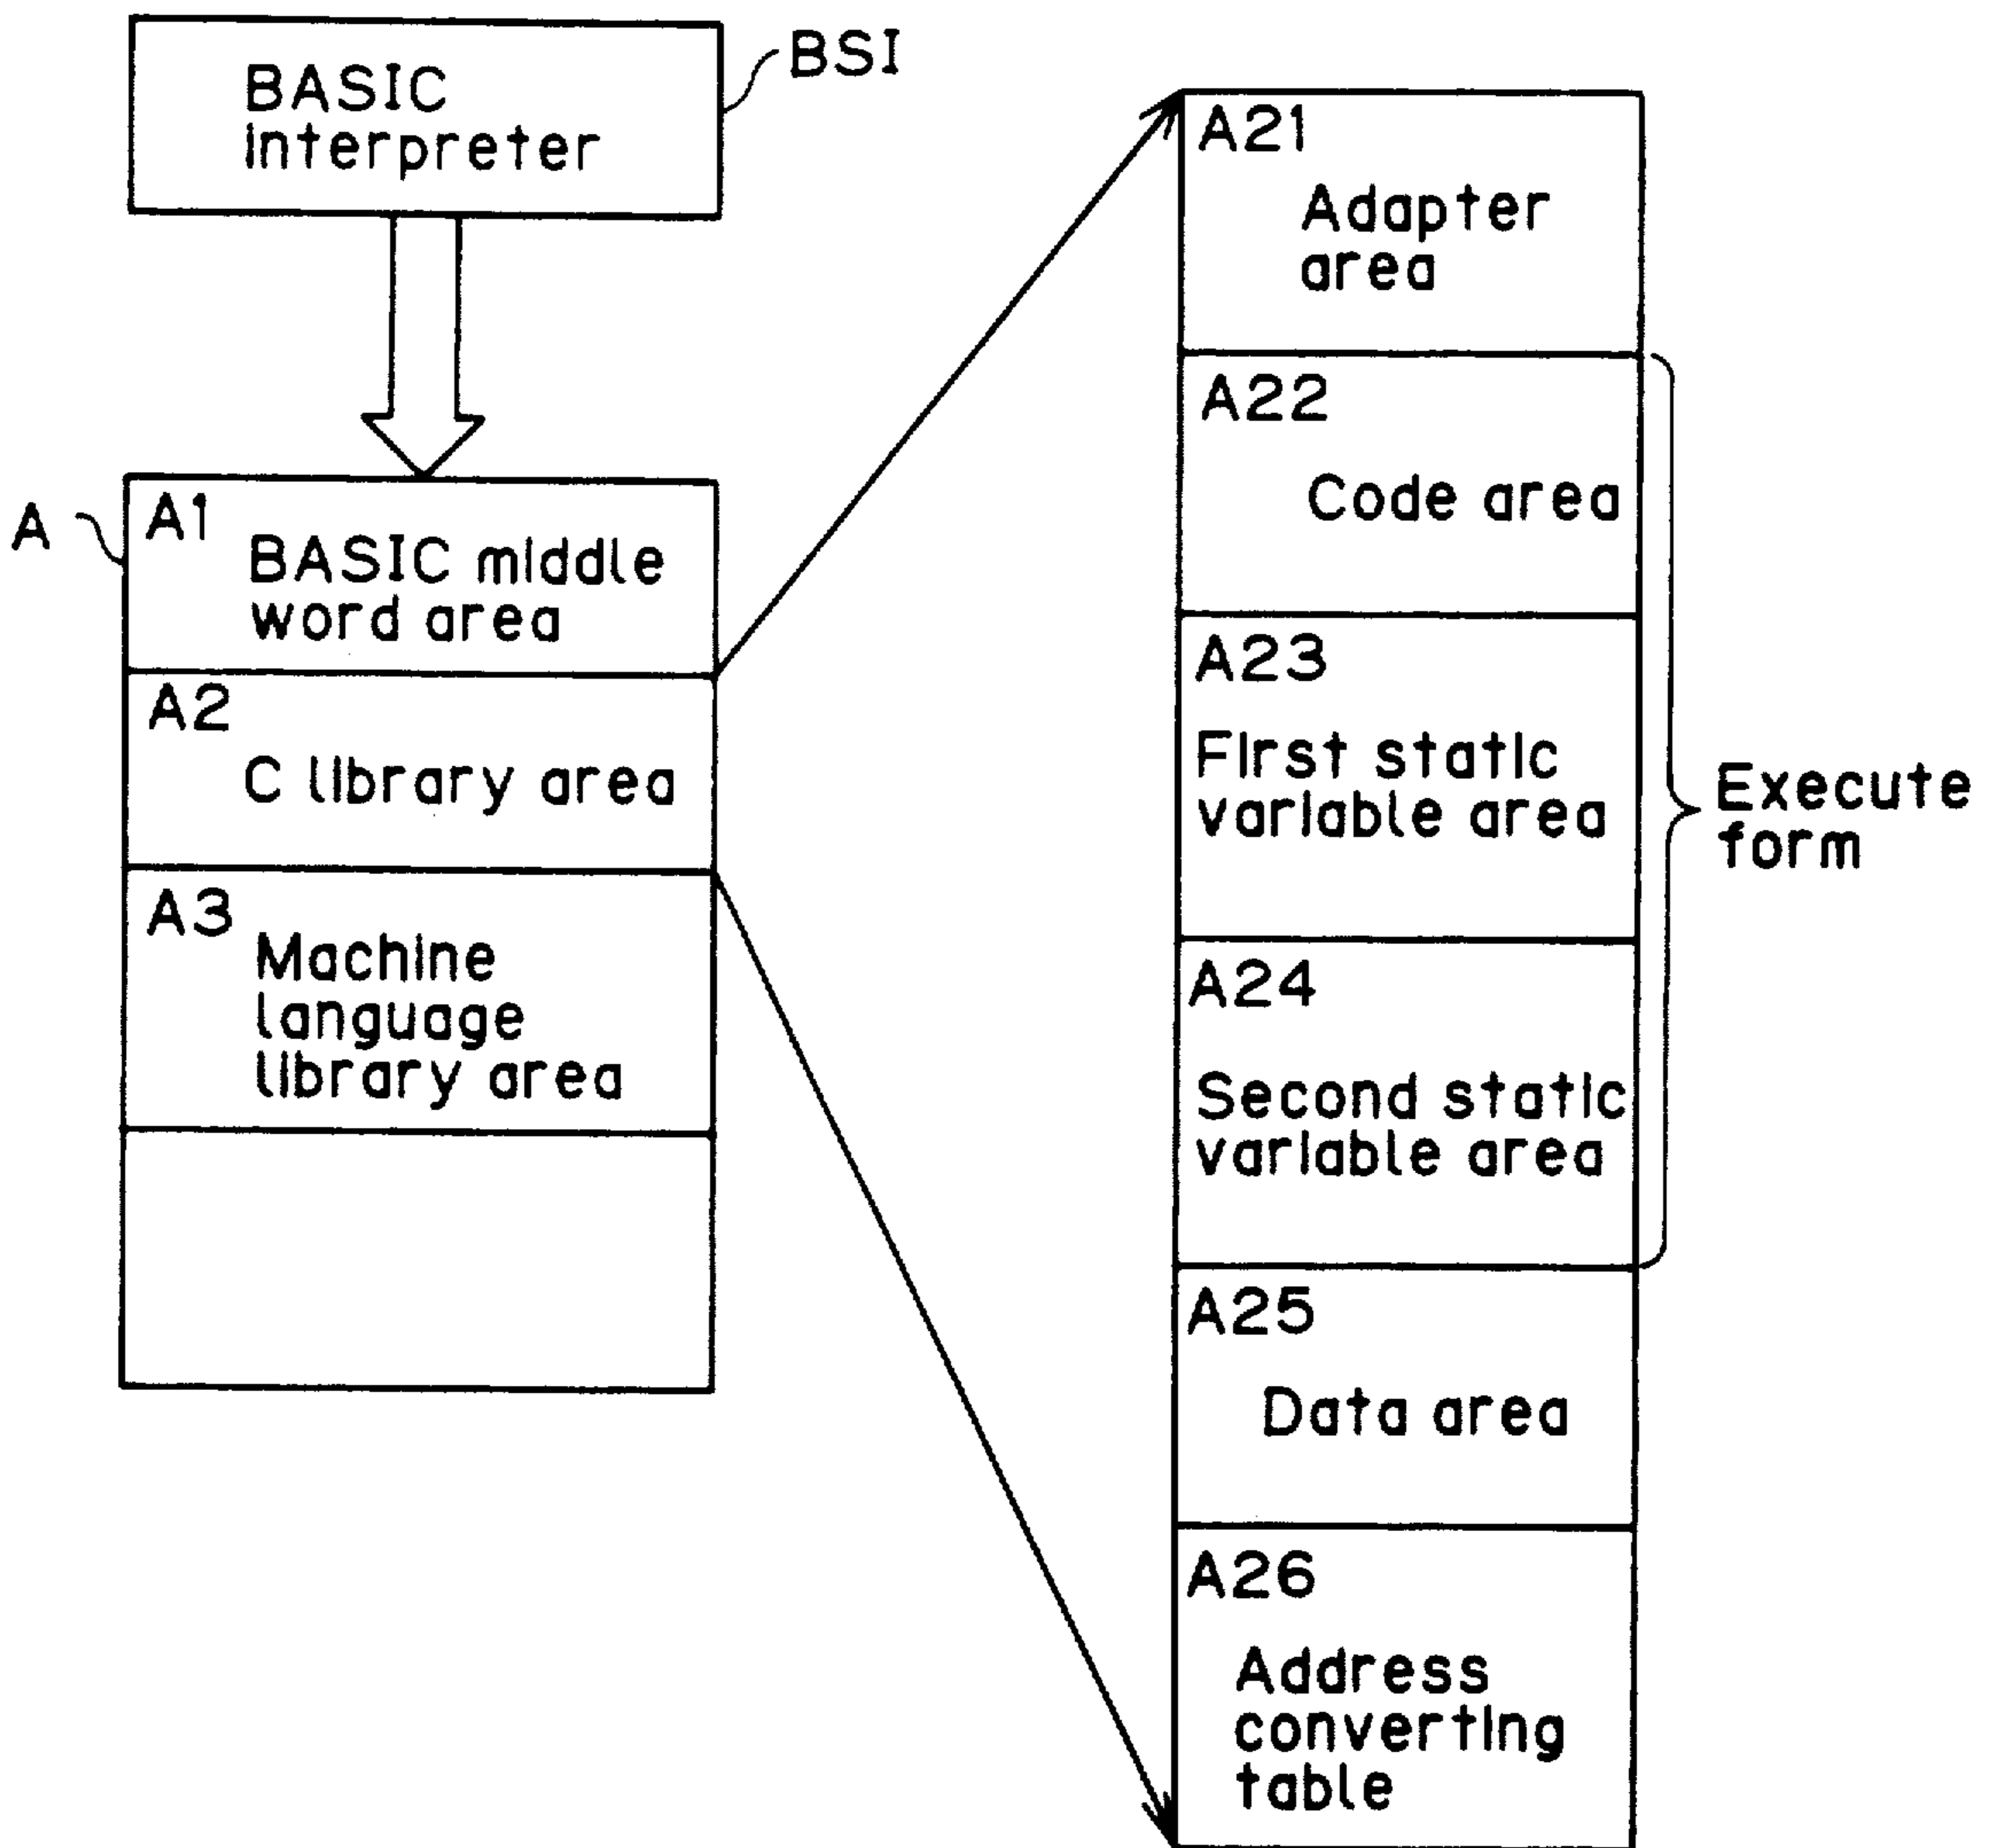 BASIC
interpreter
BSI
A
A1
BASIC middle
word area
A2
C library area
A3
Machine
language
library area
A21
Adapter
area
A22
Code area
A23
First static
variable area
A24
Second static
variable area
Execute
form
A25
Data area
A26
Address
converting
table